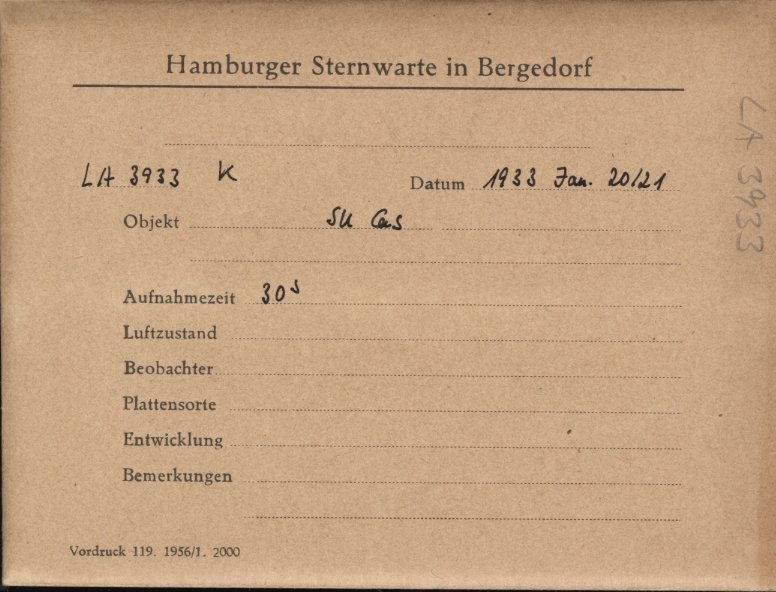 Hamburger Sternwarte in Bergedorf
LA 3933 K Datum 1933 Jan. 20/21
Objekt SU Cas
Aufnahmezeit 30s
Luftzustand
Beobachter
Plattensorte
Entwicklung
Bemerkungen
Vordruck 119. 1956/1. 2000
LA 3933